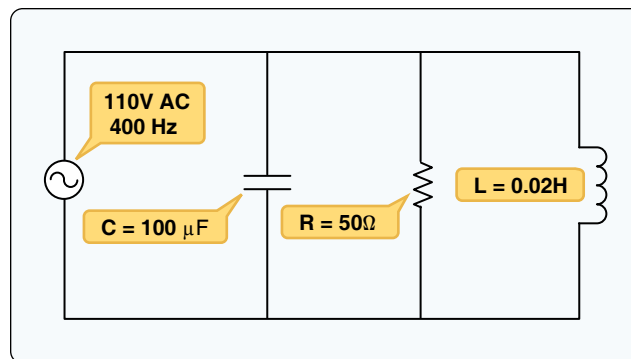 110V AC
400 Hz
C = 100 μF
R = 50Ω
L = 0.02H